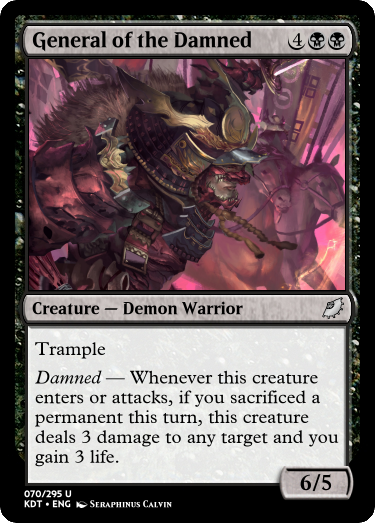 General of the Damned 4
Creature — Demon Warrior
Trample
Damned — Whenever this creature
enters or attacks, if you sacrificed a
permanent this turn, this creature
deals 3 damage to any target and you
gain 3 life.
6/5
070/295 U
KDT • ENG Seraphinus Calvin